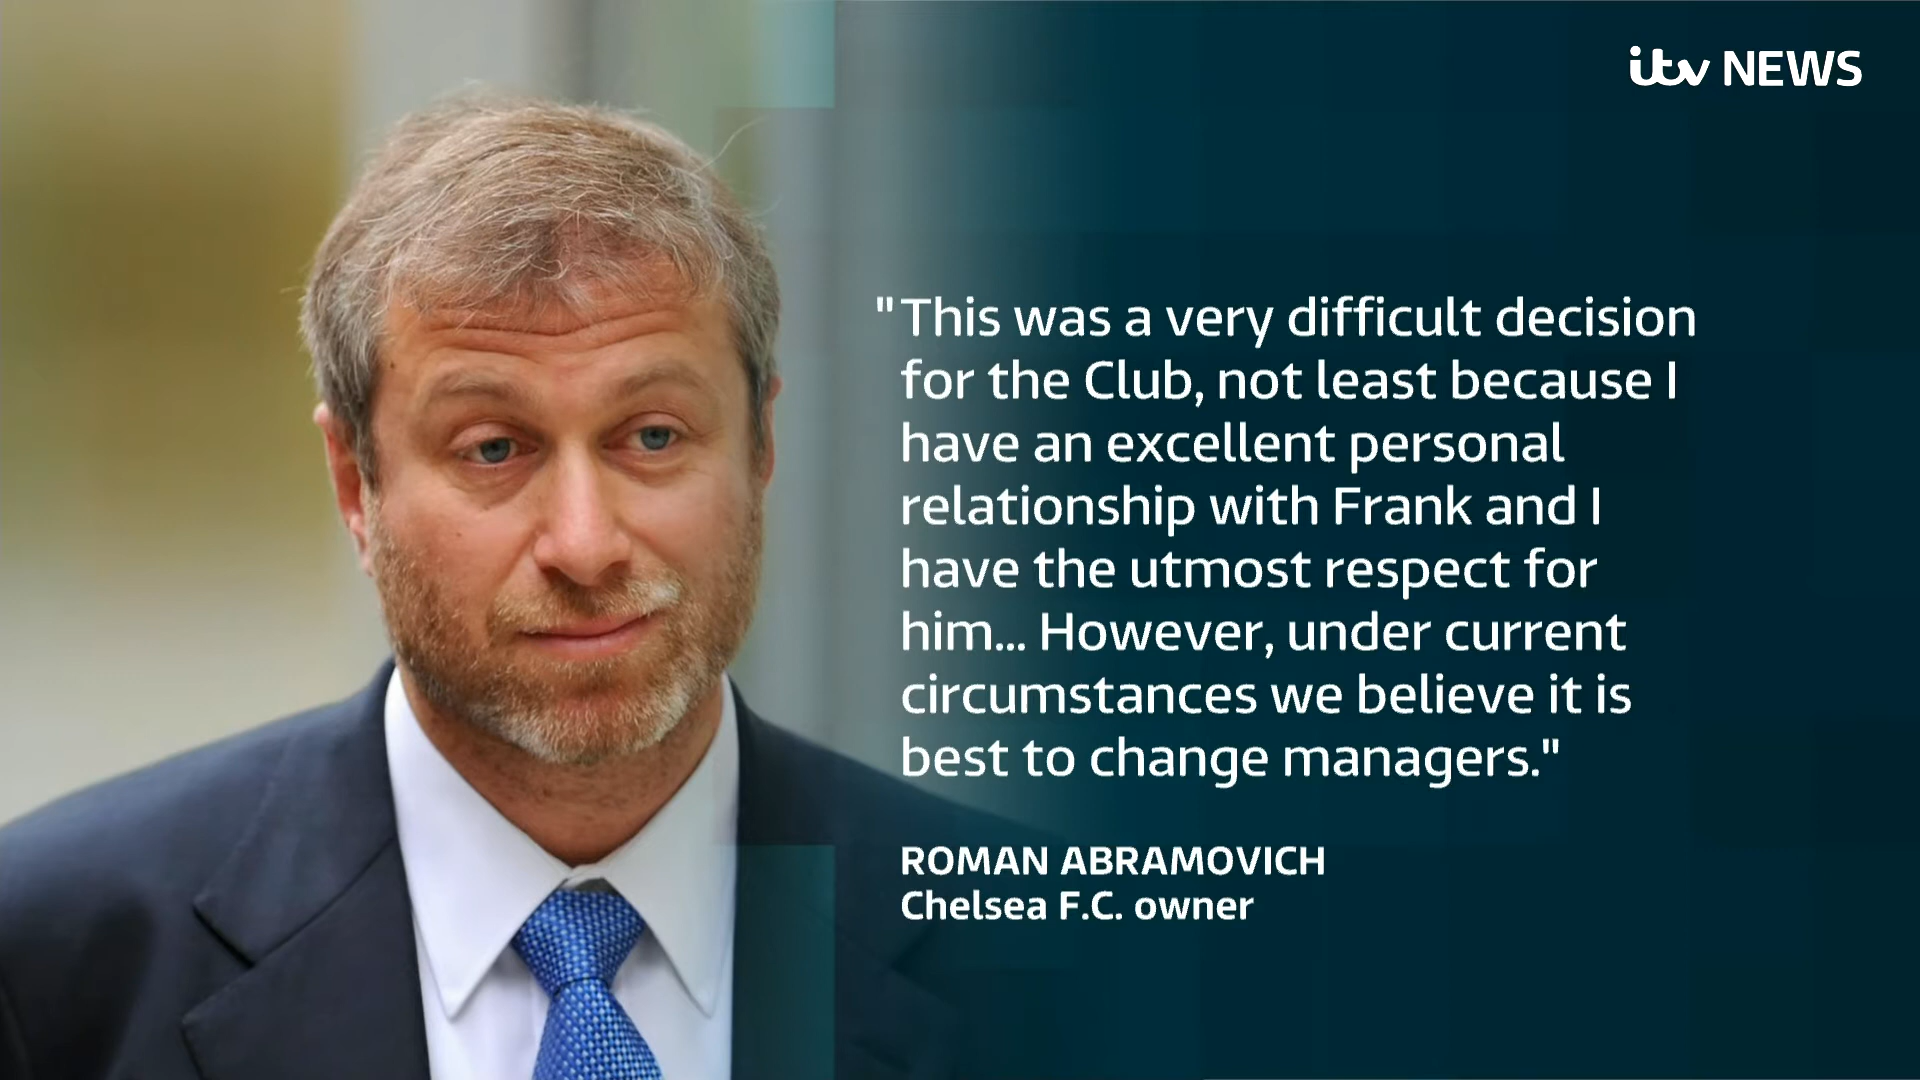 itv NEWS
"This was a very difficult decision
for the Club, not least because I
have an excellent personal
relationship with Frank and I
have the utmost respect for
him... However, under current
circumstances we believe it is
best to change managers."
ROMAN ABRAMOVICH
Chelsea F.C. owner